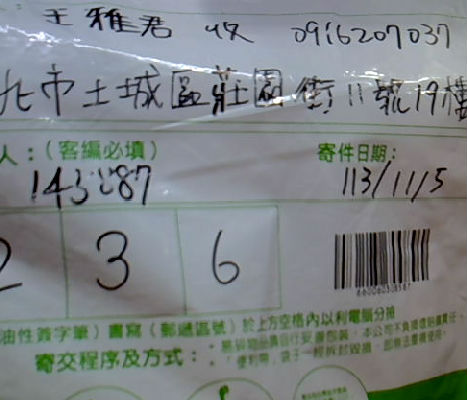 王雅君 收 0916207037
北市土城區莊園街11號19樓
人：(客編必填) 寄件日期：
113/11/5
2 3 6
油性簽字筆）書寫（郵遞區號）於上方空格內以利電腦分揀
寄交程序及方式：